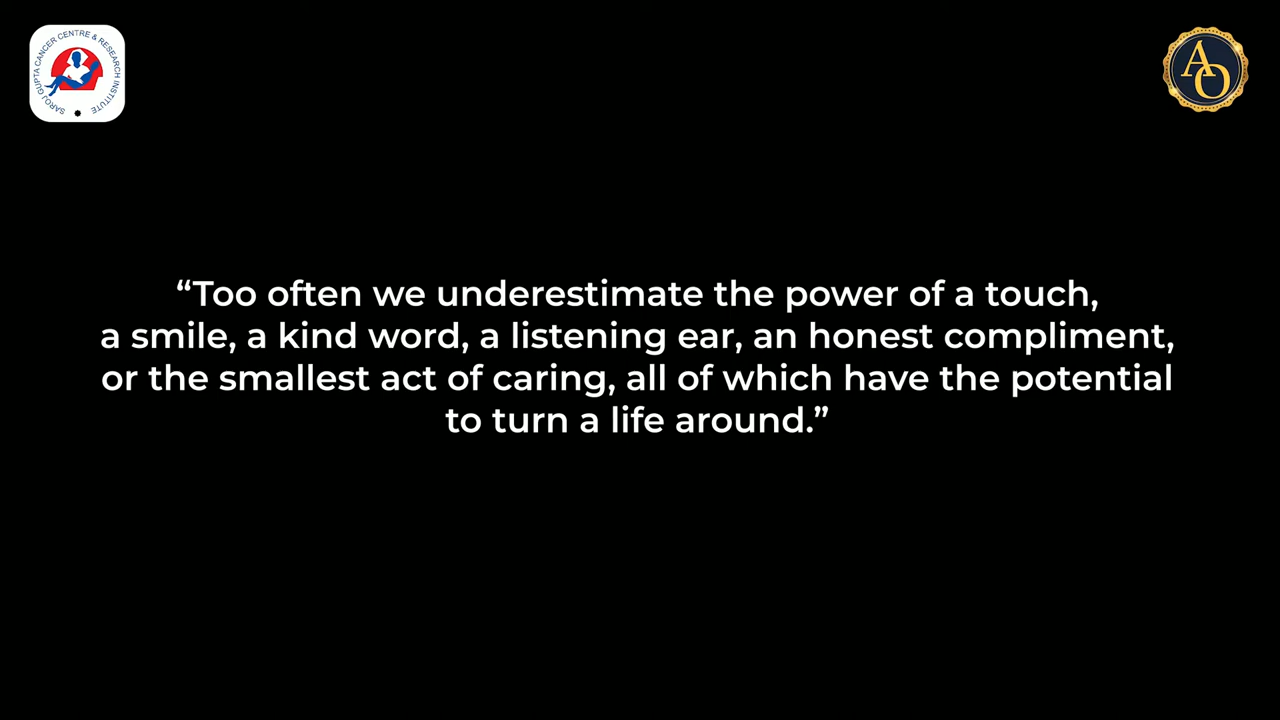 SAROJ GUPTA CANCER CENTRE & RESEARCH INSTITUTE
AO
“Too often we underestimate the power of a touch,
a smile, a kind word, a listening ear, an honest compliment,
or the smallest act of caring, all of which have the potential
to turn a life around.”